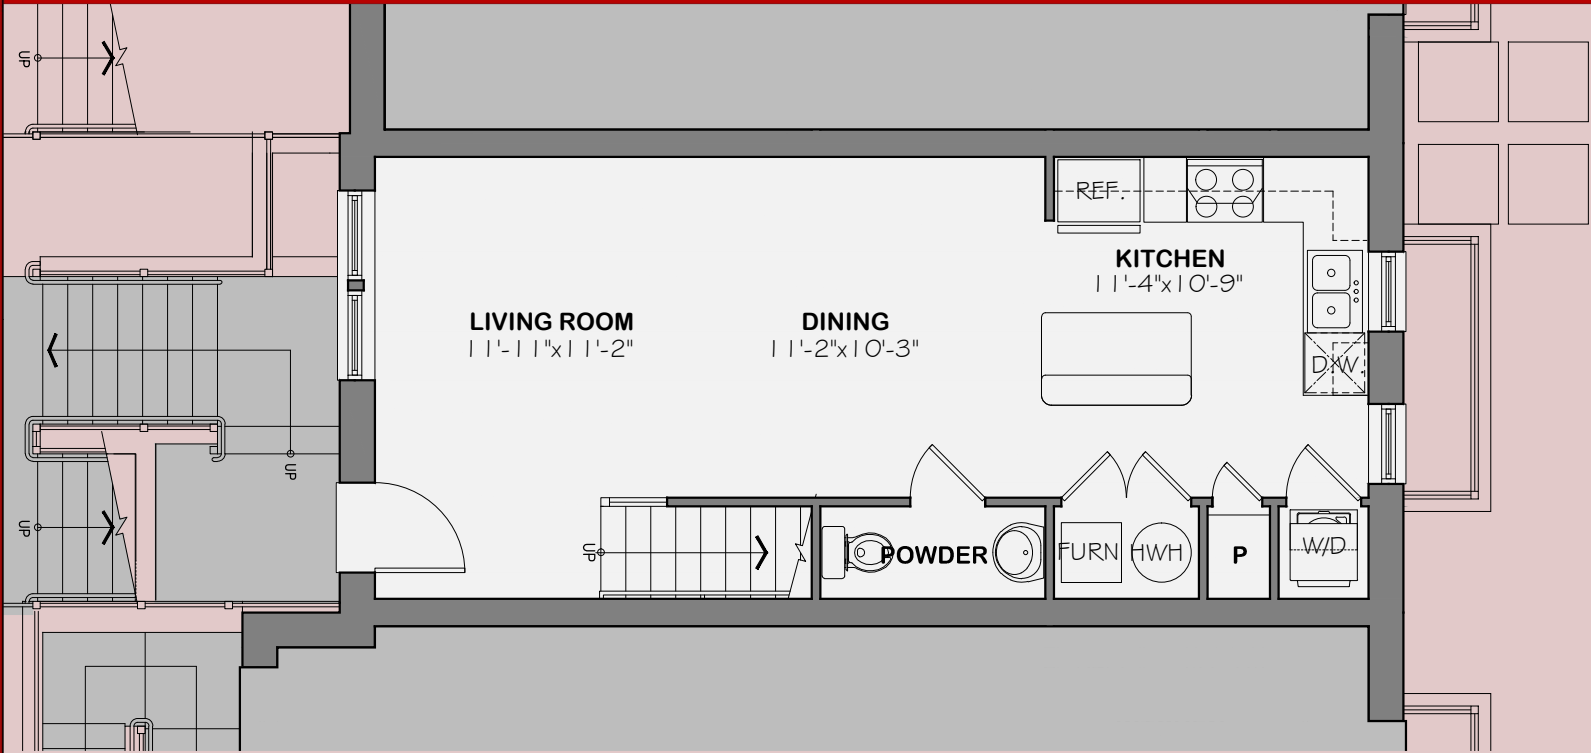 UP
REF.
KITCHEN
11'-4"x10'-9"
LIVING ROOM
11'-11"x11'-2"
DINING
11'-2"x10'-3"
D.W.
UP
UP
UP
POWDER
FURN
HWH
P
W/D